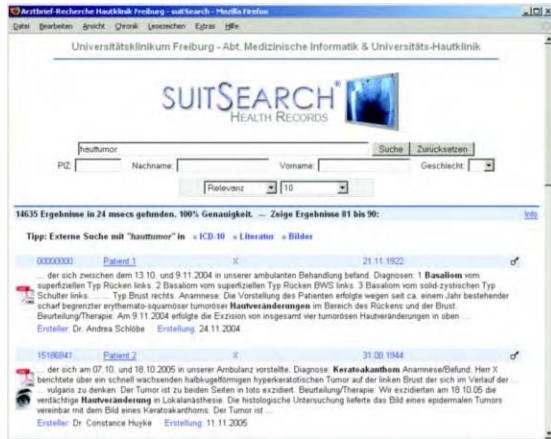 Arztbrief-Recherche Hautklinik Freiburg - suitSearch - Mozilla Firefox
Datei Bearbeiten Ansicht Chronik Lesezeichen Extras Hilfe
Universitätsklinikum Freiburg - Abt. Medizinische Informatik & Universitäts-Hautklinik
SUITSEARCH®
HEALTH RECORDS
hauttumor Suche Zurücksetzen
PIZ: Nachname: Vorname: Geschlecht:
Relevanz 10
14635 Ergebnisse in 24 msecs gefunden. 100% Genauigkeit. — Zeige Ergebnisse 81 bis 90: Info
Tipp: Externe Suche mit "hauttumor" in » ICD-10 » Literatur » Bilder
00000000 Patient 1 X 21.11.1922 ♂
... der sich zwischen dem 13.10. und 9.11.2004 in unserer ambulanten Behandlung befand. Diagnosen: 1 Basaliom vom
superfiziellen Typ Rücken links. 2 Basaliom vom superfiziellen Typ Rücken BWS links. 3 Basaliom vom solid-zystischen Typ
Schulter links. ... ... Typ Brust rechts. Anamnese: Die Vorstellung des Patienten erfolgte wegen seit ca. einem Jahr bestehender
scharf begrenzter erythemato-squamöser tumoröser Hautveränderungen im Bereich des Rückens und der Brust.
Beurteilung/Therapie: Am 9.11.2004 erfolgte die Exzision von insgesamt vier tumorösen Hautveränderungen in oben ...
Ersteller: Dr. Andrea Schlöbe Erstellung: 24.11.2004
15186941 Patient 2 X 31.08.1944 ♂
... der sich am 07.10. und 18.10.2005 in unserer Ambulanz vorstellte. Diagnose: Keratoakanthom Anamnese/Befund: Herr X
berichtete über ein schnell wachsenden halbkugelförmigen hyperkeratotischen Tumor auf der linken Brust der sich im Verlauf der ...
... vulgaris zu denken. Der Tumor ist zu beiden Seiten in toto exzidiert. Beurteilung/Therapie: Wir exzidierten am 18.10.05 die
verdächtige Hautveränderung in Lokalanästhesie. Die histologische Untersuchung lieferte das Bild eines epidermalen Tumors
vereinbar mit dem Bild eines Keratoakanthoms. Der Tumor ist ...
Ersteller: Dr. Constance Huyke Erstellung: 11.11.2005